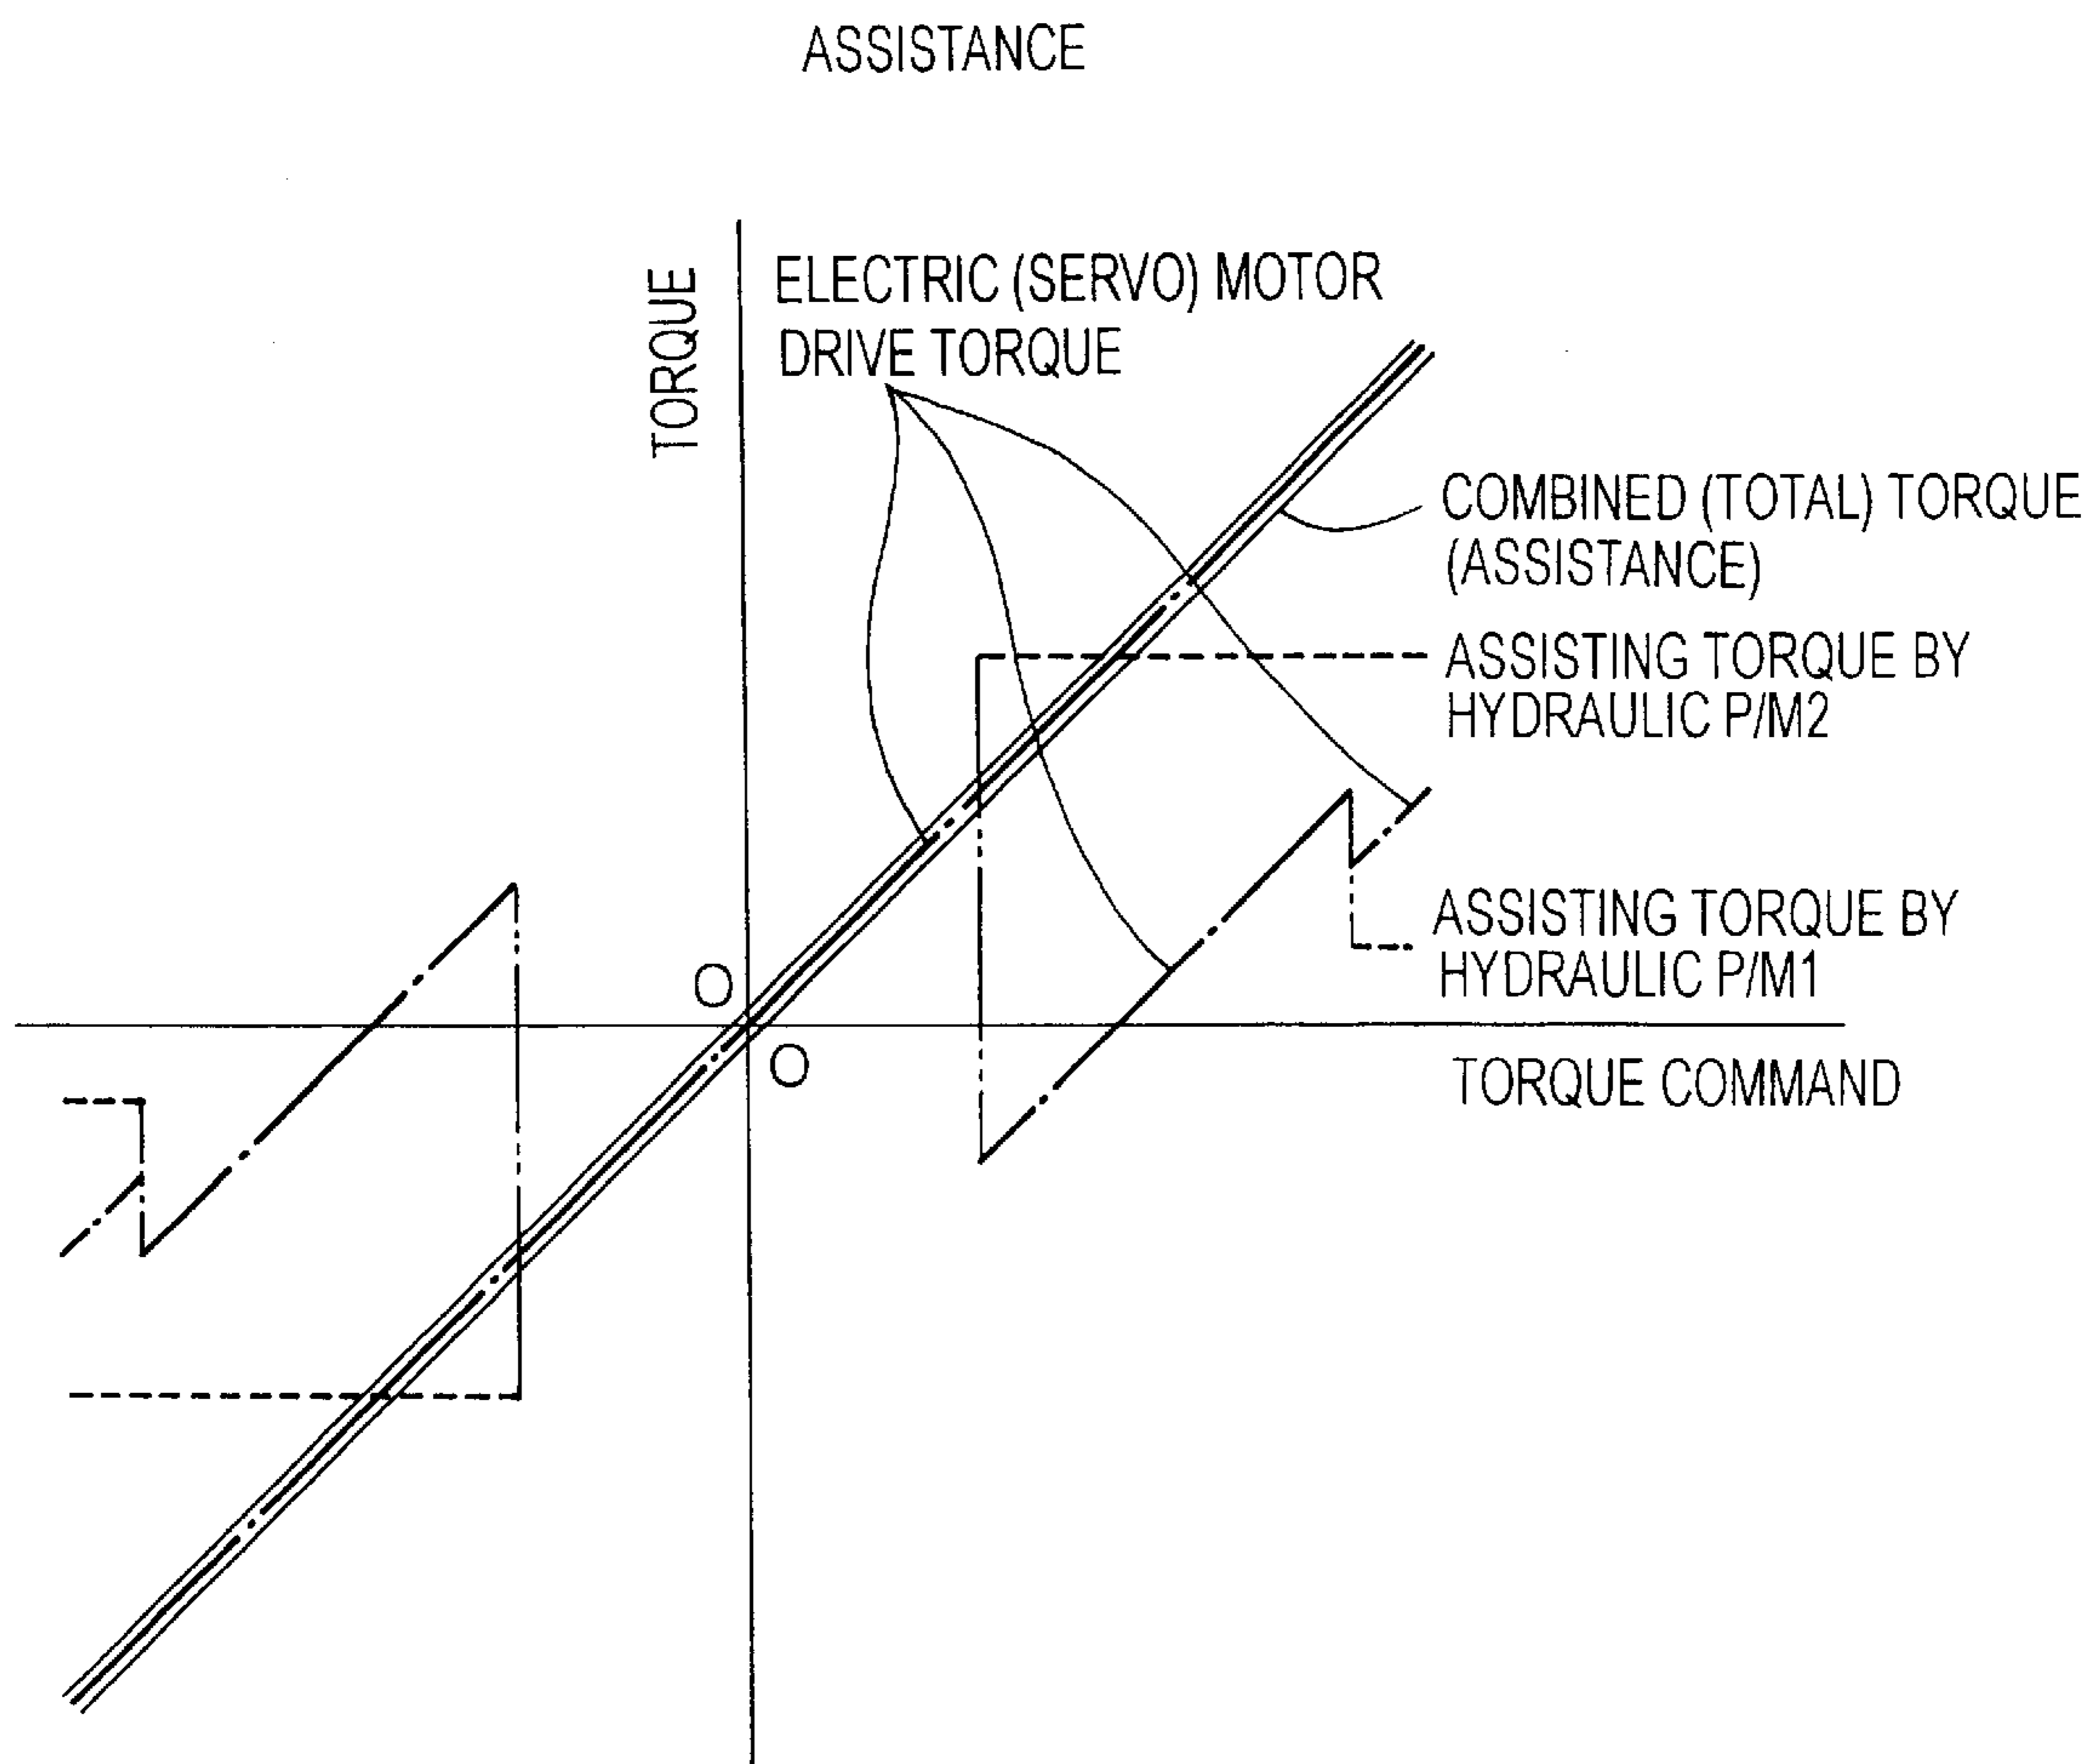 ASSISTANCE
TORQUE
ELECTRIC (SERVO) MOTOR
DRIVE TORQUE
COMBINED (TOTAL) TORQUE
(ASSISTANCE)
ASSISTING TORQUE BY
HYDRAULIC P/M2
ASSISTING TORQUE BY
HYDRAULIC P/M1
O
O
TORQUE COMMAND